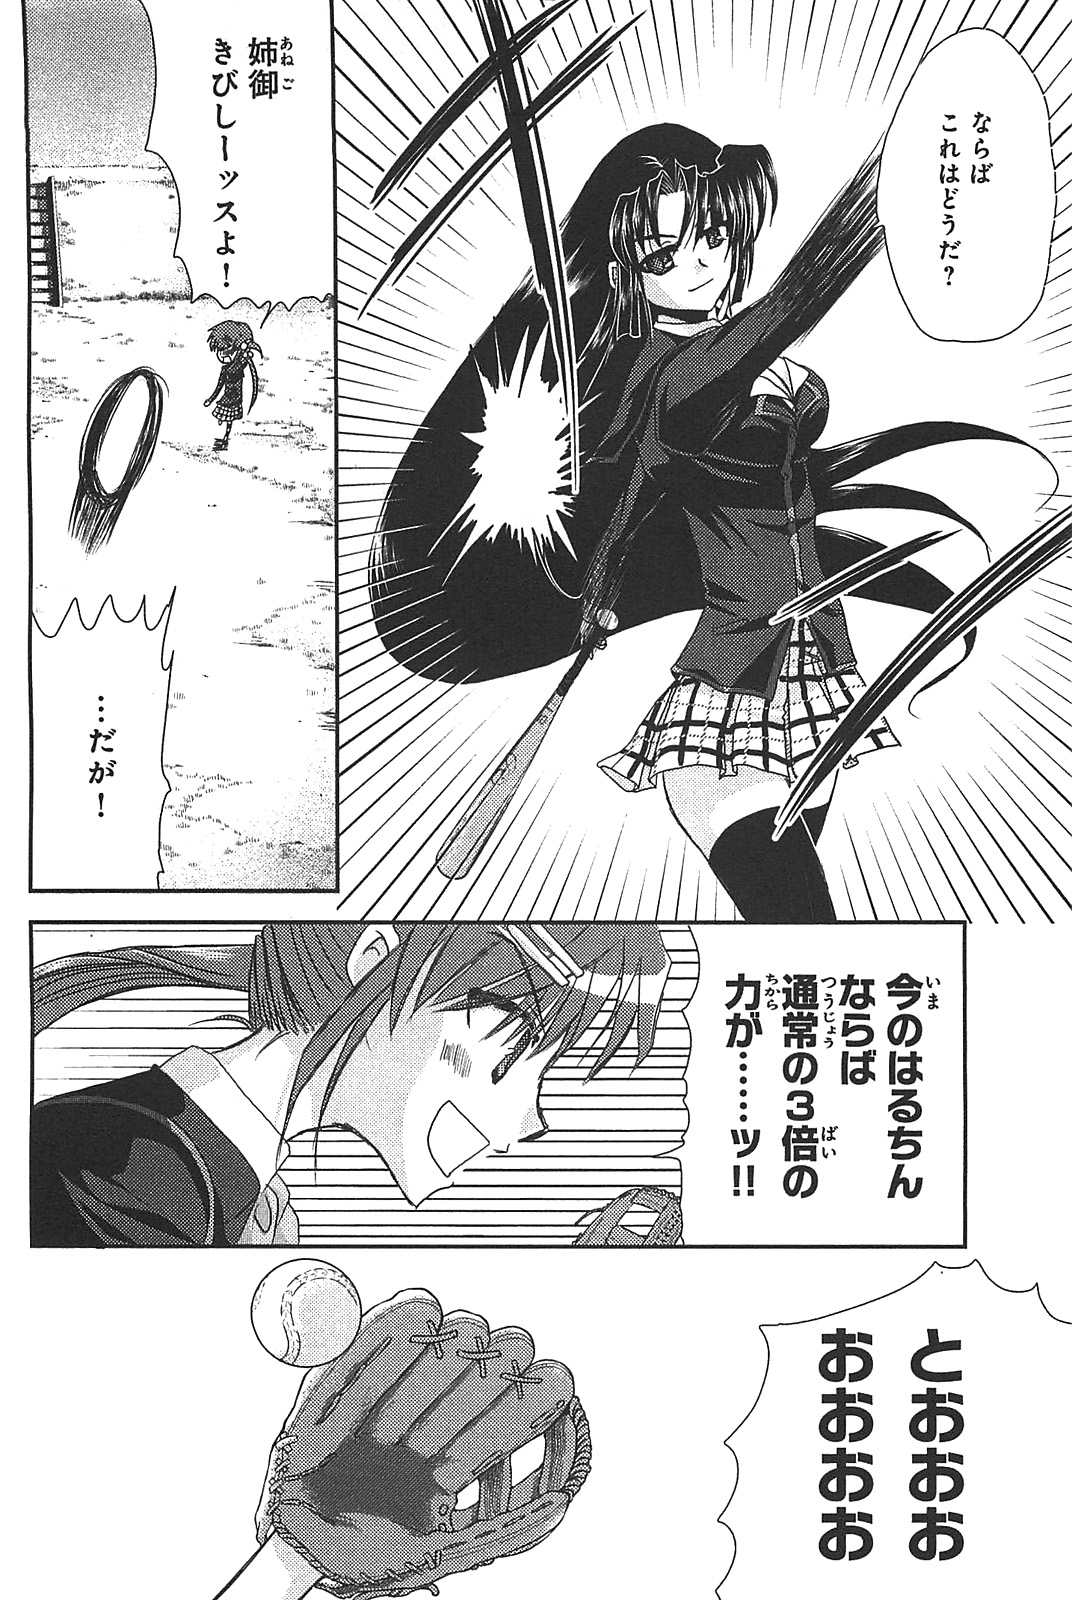 ならば
これはどうだ?
姉御
きびしーッスよ!
…だが!
今のはるちん
ならば
通常の3倍の
力が……ッ!!
とおおお
おおおおお